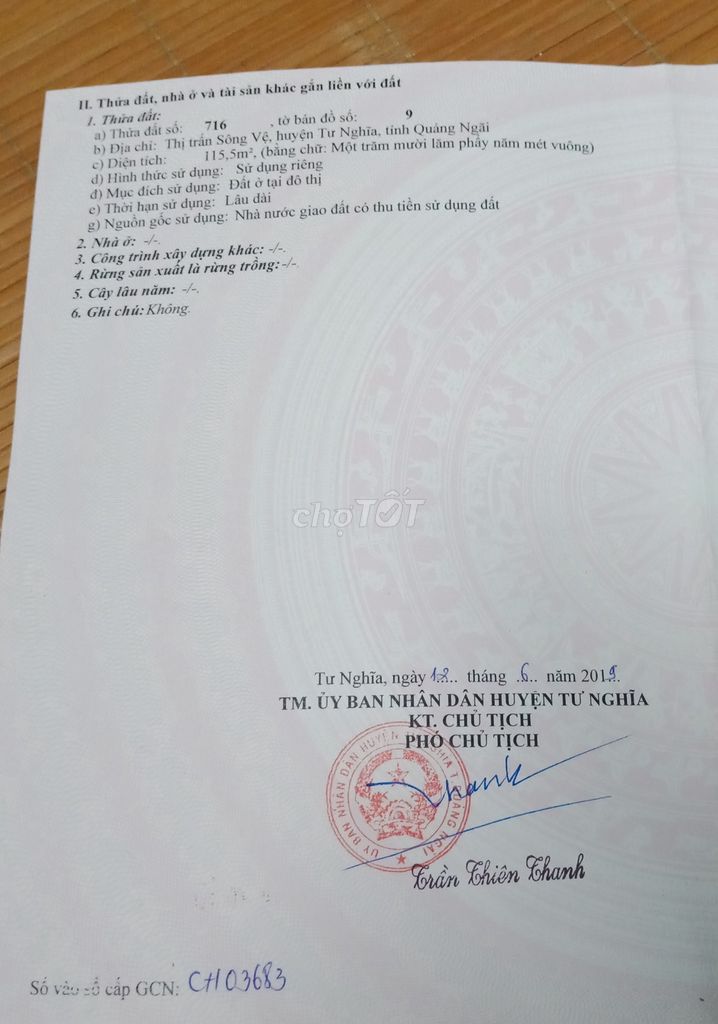 II. Thửa đất, nhà ở và tài sản khác gắn liền với đất
1. Thửa đất:
a) Thửa đất số: 716 , tờ bản đồ số: 9
b) Địa chỉ: Thị trấn Sông Vệ, huyện Tư Nghĩa, tỉnh Quảng Ngãi
c) Diện tích: 115,5m², (bằng chữ: Một trăm mười lăm phẩy năm mét vuông)
d) Hình thức sử dụng: Sử dụng riêng
đ) Mục đích sử dụng: Đất ở tại đô thị
e) Thời hạn sử dụng: Lâu dài
g) Nguồn gốc sử dụng: Nhà nước giao đất có thu tiền sử dụng đất
2. Nhà ở: -/-.
3. Công trình xây dựng khác: -/-.
4. Rừng sản xuất là rừng trồng: -/-.
5. Cây lâu năm: -/-.
6. Ghi chú: Không.
chợTỐT
Tư Nghĩa, ngày 12.. tháng .6.. năm 2019.
TM. ỦY BAN NHÂN DÂN HUYỆN TƯ NGHĨA
KT. CHỦ TỊCH
PHÓ CHỦ TỊCH
ỦY BAN NHÂN DÂN HUYỆN NGHĨA T. QUẢNG NGÃI
Thanh
Trần Thiên Thanh
Số vào sổ cấp GCN: CH03683